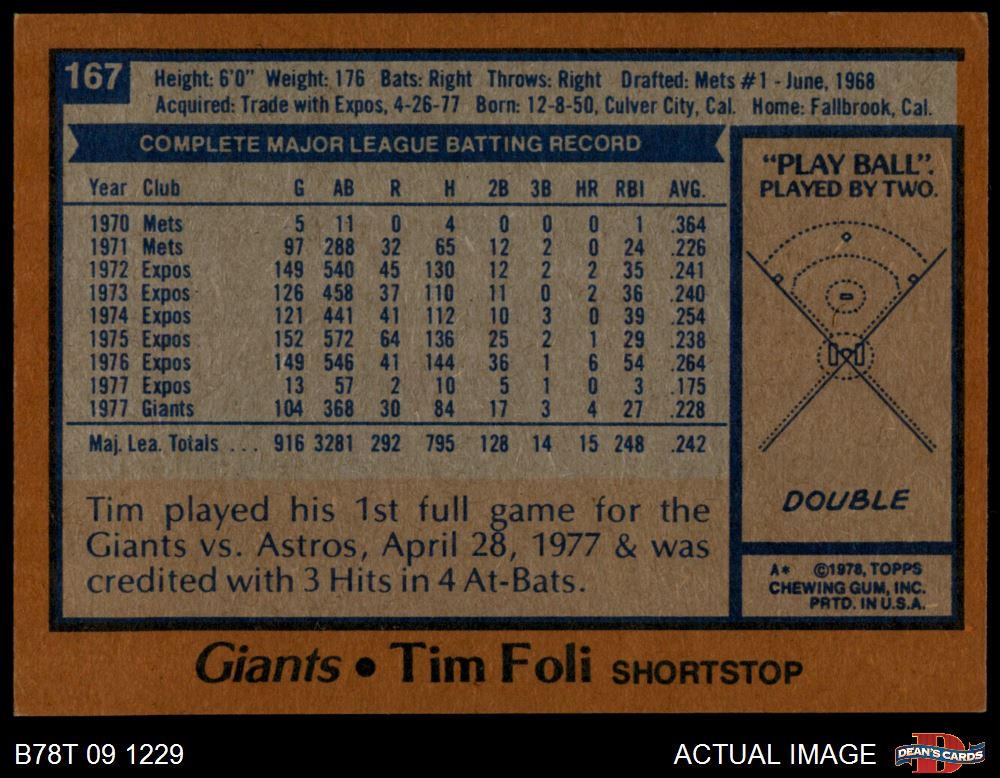 167
Height: 6'0" Weight: 176 Bats: Right Throws: Right Drafted: Mets #1 - June, 1968
Acquired: Trade with Expos, 4-26-77 Born: 12-8-50, Culver City, Cal. Home: Fallbrook, Cal.
COMPLETE MAJOR LEAGUE BATTING RECORD
Year Club G AB R H 2B 3B HR RBI AVG.
1970 Mets 5 11 0 4 0 0 0 1 .364
1971 Mets 97 288 32 65 12 2 0 24 .226
1972 Expos 149 540 45 130 12 2 2 35 .241
1973 Expos 126 458 37 110 11 0 2 36 .240
1974 Expos 121 441 41 112 10 3 0 39 .254
1975 Expos 152 572 64 136 25 2 1 29 .238
1976 Expos 149 546 41 144 36 1 6 54 .264
1977 Expos 13 57 2 10 5 1 0 3 .175
1977 Giants 104 368 30 84 17 3 4 27 .228
Maj. Lea. Totals . . . 916 3281 292 795 128 14 15 248 .242
Tim played his 1st full game for the
Giants vs. Astros, April 28, 1977 & was
credited with 3 Hits in 4 At-Bats.
"PLAY BALL".
PLAYED BY TWO.
DOUBLE
A* ©1978, TOPPS
CHEWING GUM, INC.
PRTD. IN U.S.A.
Giants • Tim Foli SHORTSTOP
B78T 09 1229
ACTUAL IMAGE
DEAN'S CARDS